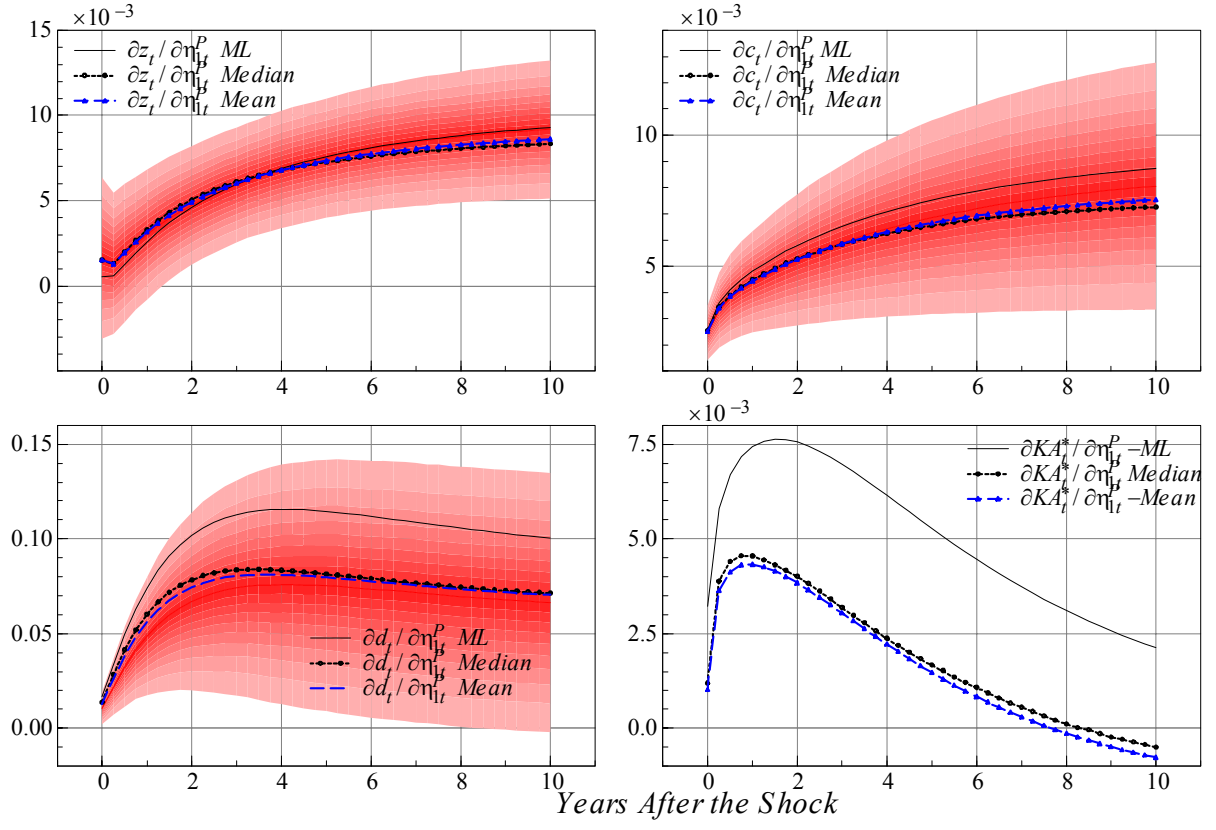 ×10⁻³
15
10
5
0
∂z_t / ∂η^P_1t ML
∂z_t / ∂η^P_1t Median
∂z_t / ∂η^P_1t Mean
0 2 4 6 8 10
×10⁻³
10
5
∂c_t / ∂η^P_1t ML
∂c_t / ∂η^P_1t Median
∂c_t / ∂η^P_1t Mean
0 2 4 6 8 10
0.15
0.10
0.05
0.00
∂d_t / ∂η^P_1t ML
∂d_t / ∂η^P_1t Median
∂d_t / ∂η^P_1t Mean
0 2 4 6 8 10
×10⁻³
7.5
5.0
2.5
0.0
∂KA*_t / ∂η^P_1t −ML
∂KA*_t / ∂η^P_1t Median
∂KA*_t / ∂η^P_1t −Mean
0 2 4 6 8 10
Years After the Shock